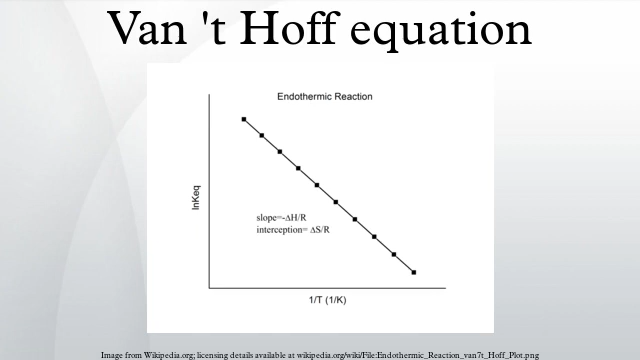 Van 't Hoff equation
Endothermic Reaction
lnKeq
slope=-ΔH/R
interception= ΔS/R
1/T (1/K)
Image from Wikipedia.org; licensing details available at wikipedia.org/wiki/File:Endothermic_Reaction_van7t_Hoff_Plot.png